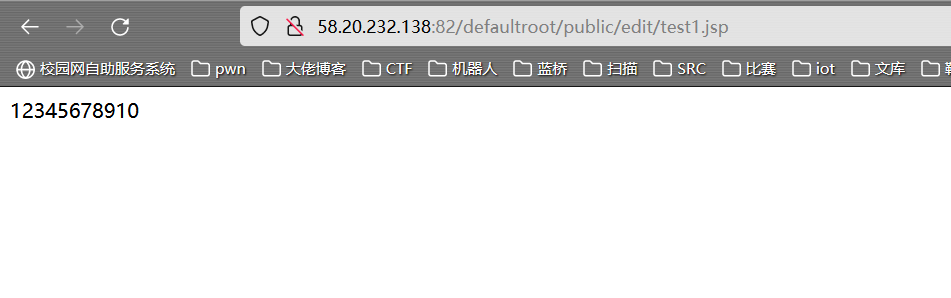 58.20.232.138:82/defaultroot/public/edit/test1.jsp
校园网自助服务系统 pwn 大佬博客 CTF 机器人 蓝桥 扫描 SRC 比赛 iot 文库
12345678910